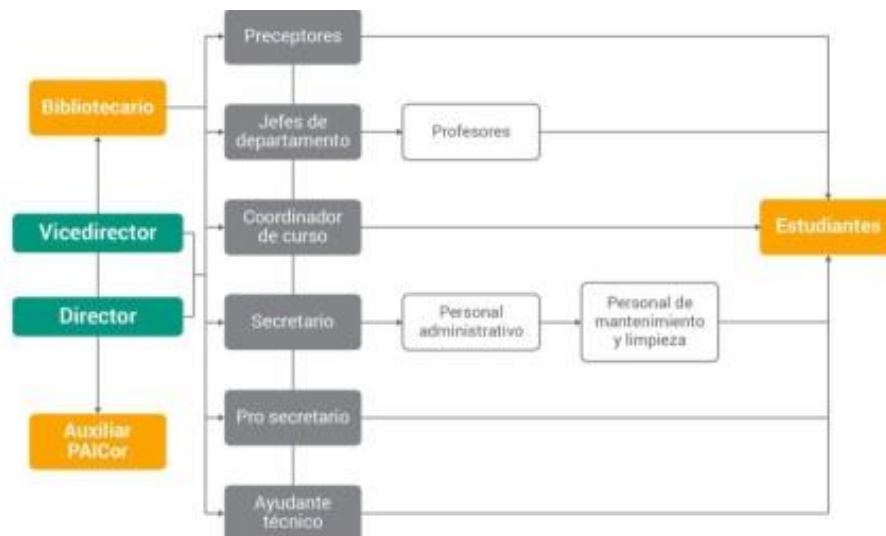 Preceptores
Bibliotecario
Jefes de
departamento
Profesores
Vicedirector
Coordinador
de curso
Estudiantes
Director
Secretario
Personal
administrativo
Personal de
mantenimiento
y limpieza
Auxiliar
PAICor
Pro secretario
Ayudante
técnico